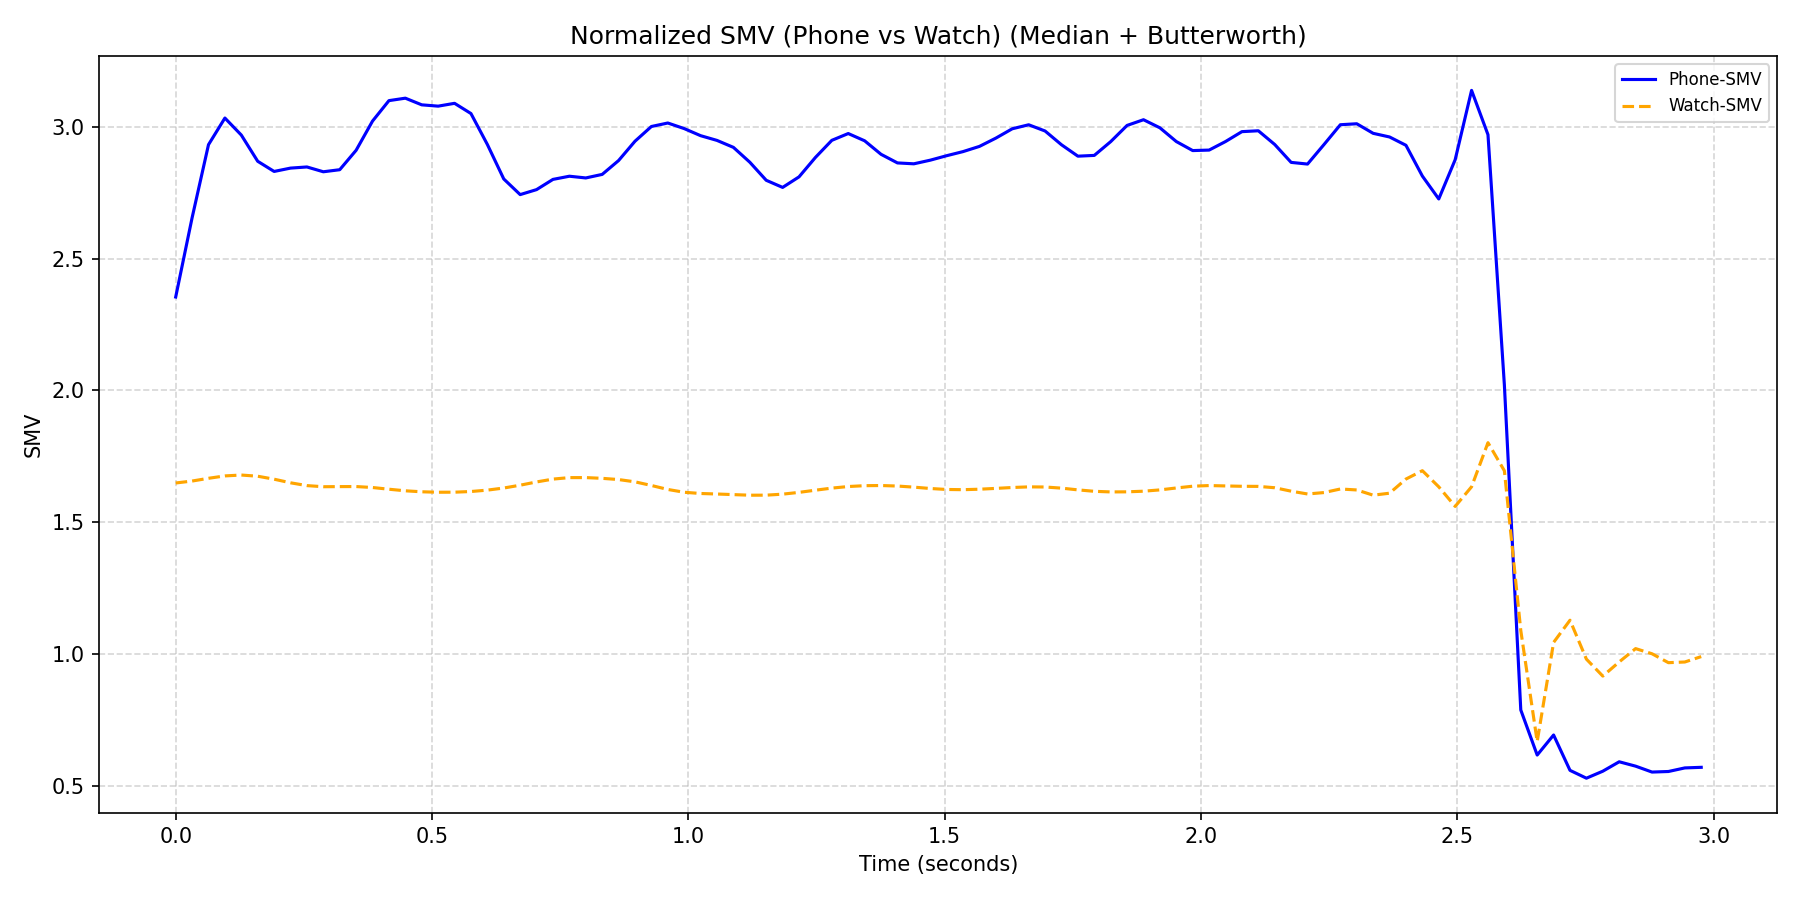 Normalized SMV (Phone vs Watch) (Median + Butterworth)
Phone-SMV
Watch-SMV
3.0
2.5
2.0
1.5
1.0
0.5
SMV
0.0 0.5 1.0 1.5 2.0 2.5 3.0
Time (seconds)